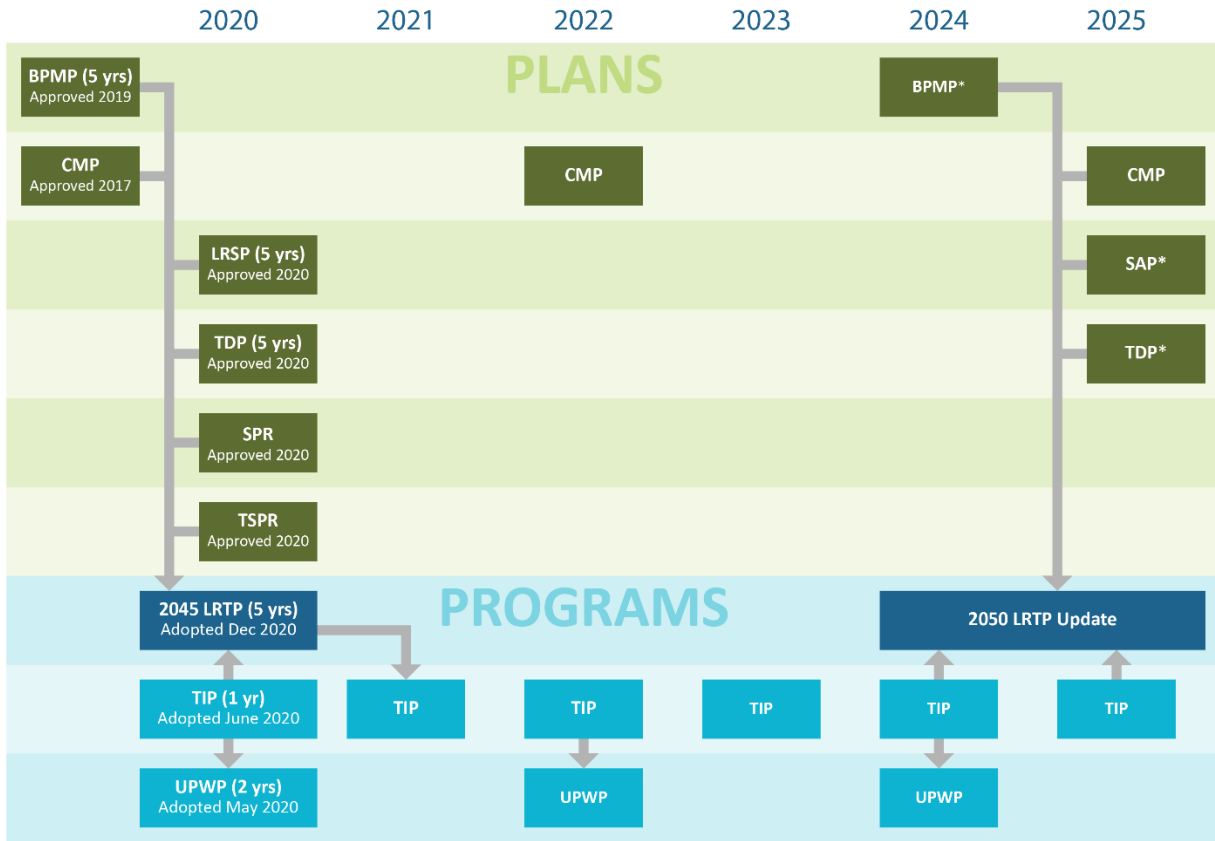 2020 2021 2022 2023 2024 2025
PLANS
BPMP (5 yrs)
Approved 2019
BPMP*
CMP
Approved 2017
CMP
CMP
LRSP (5 yrs)
Approved 2020
SAP*
TDP (5 yrs)
Approved 2020
TDP*
SPR
Approved 2020
TSPR
Approved 2020
PROGRAMS
2045 LRTP (5 yrs)
Adopted Dec 2020
2050 LRTP Update
TIP (1 yr)
Adopted June 2020
TIP
TIP
TIP
TIP
TIP
UPWP (2 yrs)
Adopted May 2020
UPWP
UPWP